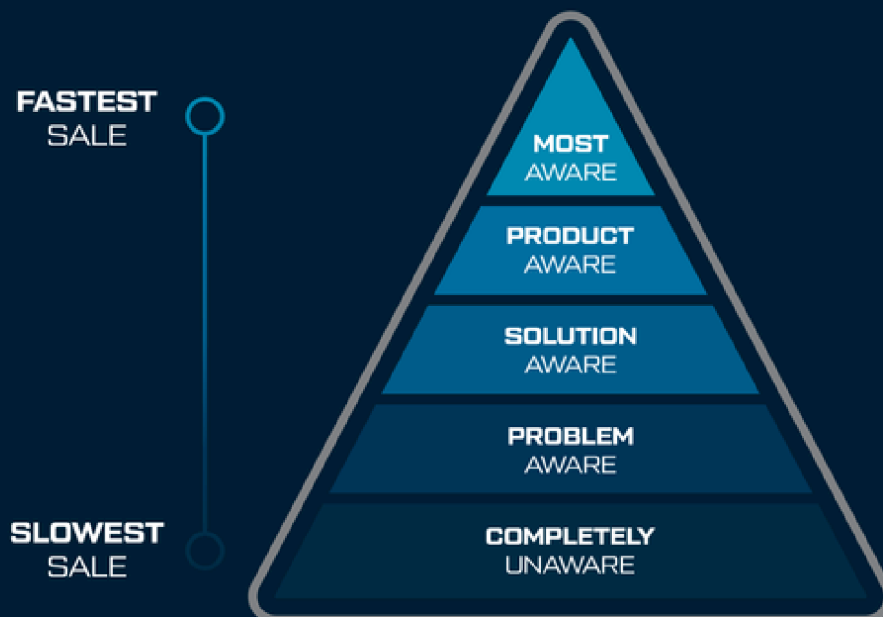 FASTEST
SALE
MOST
AWARE
PRODUCT
AWARE
SOLUTION
AWARE
PROBLEM
AWARE
SLOWEST
SALE
COMPLETELY
UNAWARE